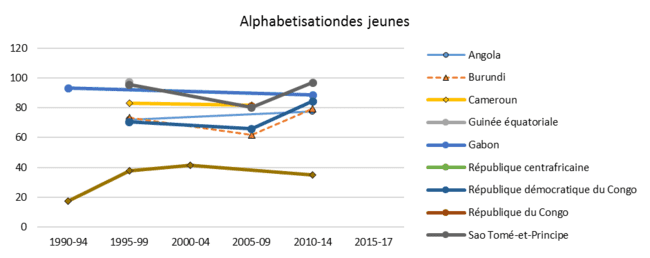 Alphabetisationdes jeunes
120
100
80
60
40
20
0
1990-94 1995-99 2000-04 2005-09 2010-14 2015-17
Angola
Burundi
Cameroun
Guinée équatoriale
Gabon
République centrafricaine
République démocratique du Congo
République du Congo
Sao Tomé-et-Principe